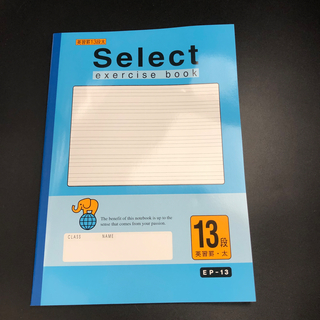 Select
exercise book
The benefit of this notebook is up to the
sense that comes from your passion.
CLASS NAME
13段
英習罫・太
EP-13